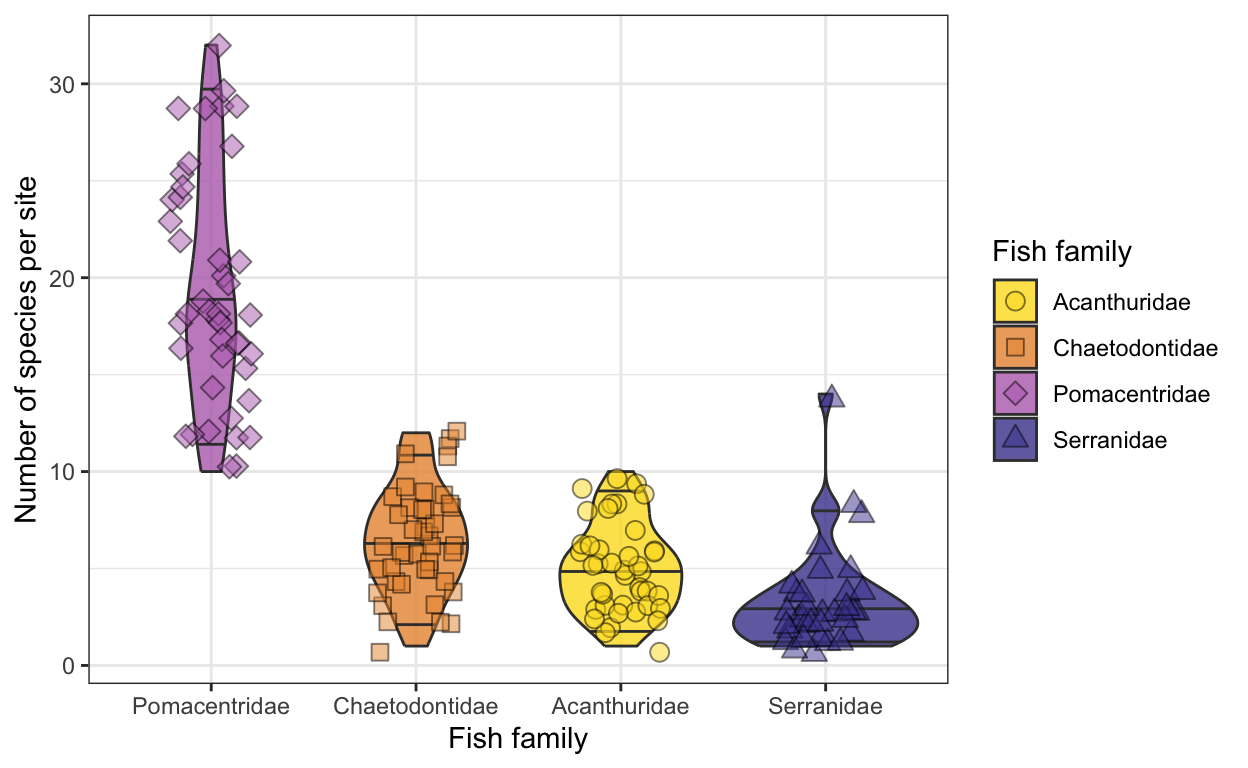 Number of species per site
30
20
10
0
Pomacentridae
Chaetodontidae
Acanthuridae
Serranidae
Fish family
Fish family
Acanthuridae
Chaetodontidae
Pomacentridae
Serranidae